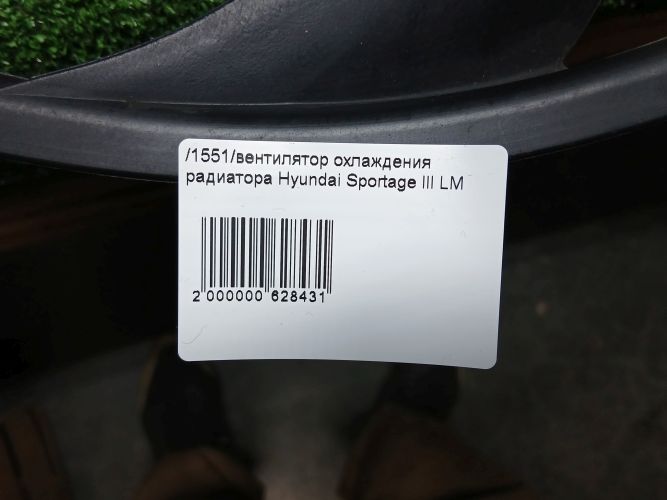 /1551/вентилятор охлаждения
радиатора Hyundai Sportage III LM
2 000000 628431